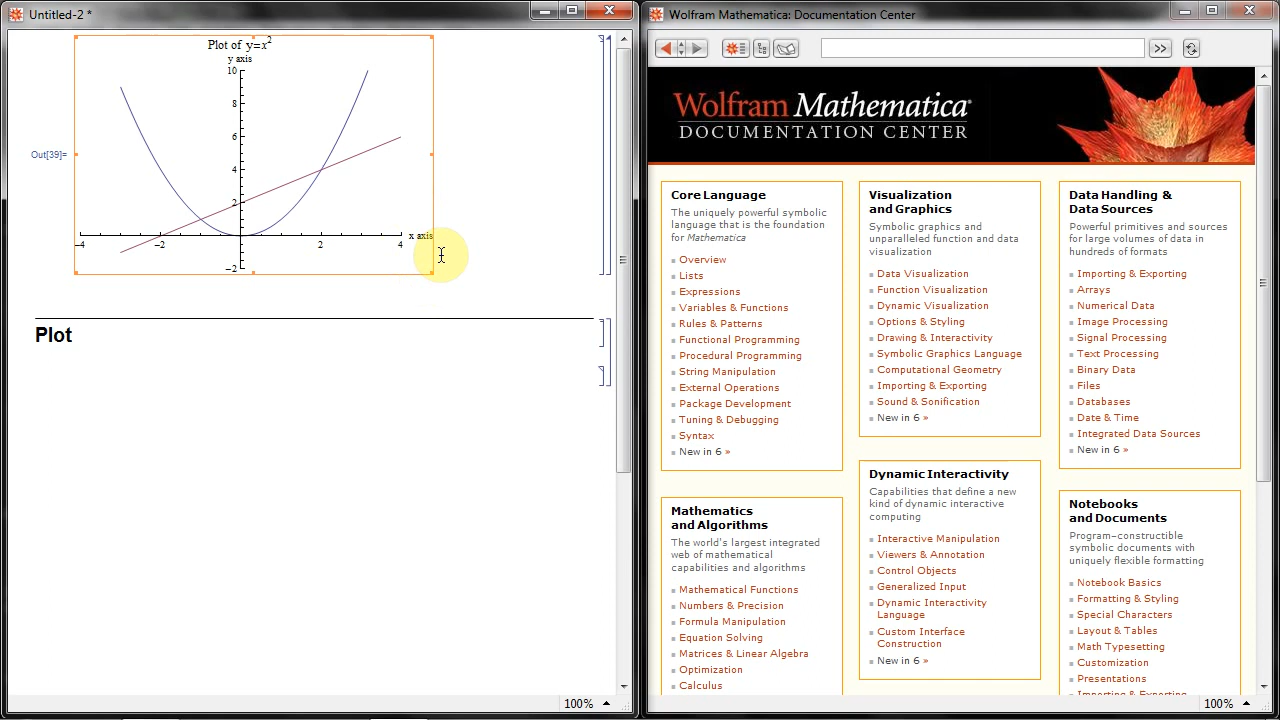 Untitled-2 *
Plot of y=x²
y axis
10
8
6
4
2
-4
-2
2
4
x axis
-2
Out[39]=
Plot
100%
Wolfram Mathematica: Documentation Center
>>
Wolfram Mathematica®
DOCUMENTATION CENTER
Core Language
The uniquely powerful symbolic
language that is the foundation
for Mathematica
Overview
Lists
Expressions
Variables & Functions
Rules & Patterns
Functional Programming
Procedural Programming
String Manipulation
External Operations
Package Development
Tuning & Debugging
Syntax
New in 6 »
Mathematics
and Algorithms
The world's largest integrated
web of mathematical
capabilities and algorithms
Mathematical Functions
Numbers & Precision
Formula Manipulation
Equation Solving
Matrices & Linear Algebra
Optimization
Calculus
Visualization
and Graphics
Symbolic graphics and
unparalleled function and data
visualization
Data Visualization
Function Visualization
Dynamic Visualization
Options & Styling
Drawing & Interactivity
Symbolic Graphics Language
Computational Geometry
Importing & Exporting
Sound & Sonification
New in 6 »
Dynamic Interactivity
Capabilities that define a new
kind of dynamic interactive
computing
Interactive Manipulation
Viewers & Annotation
Control Objects
Generalized Input
Dynamic Interactivity
Language
Custom Interface
Construction
New in 6 »
Data Handling &
Data Sources
Powerful primitives and sources
for large volumes of data in
hundreds of formats
Importing & Exporting
Arrays
Numerical Data
Image Processing
Signal Processing
Text Processing
Binary Data
Files
Databases
Date & Time
Integrated Data Sources
New in 6 »
Notebooks
and Documents
Program-constructible
symbolic documents with
uniquely flexible formatting
Notebook Basics
Formatting & Styling
Special Characters
Layout & Tables
Math Typesetting
Customization
Presentations
Importing & Exporting
100%